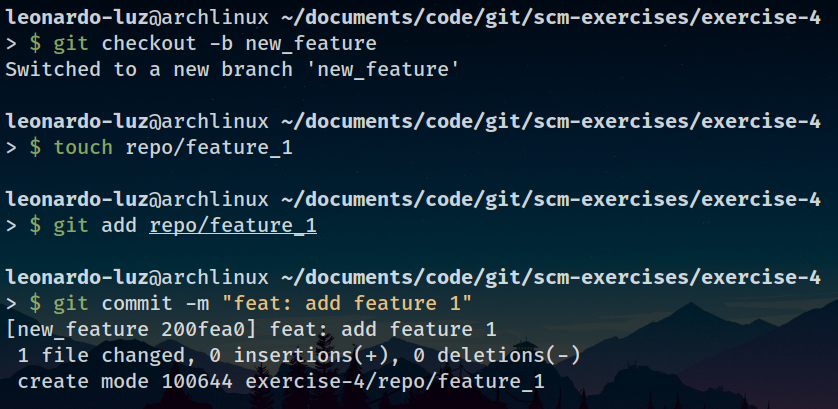 leonardo-luz@archlinux ~/documents/code/git/scm-exercises/exercise-4
> $ git checkout -b new_feature
Switched to a new branch 'new_feature'
leonardo-luz@archlinux ~/documents/code/git/scm-exercises/exercise-4
> $ touch repo/feature_1
leonardo-luz@archlinux ~/documents/code/git/scm-exercises/exercise-4
> $ git add repo/feature_1
leonardo-luz@archlinux ~/documents/code/git/scm-exercises/exercise-4
> $ git commit -m "feat: add feature 1"
[new_feature 200fea0] feat: add feature 1
 1 file changed, 0 insertions(+), 0 deletions(-)
 create mode 100644 exercise-4/repo/feature_1